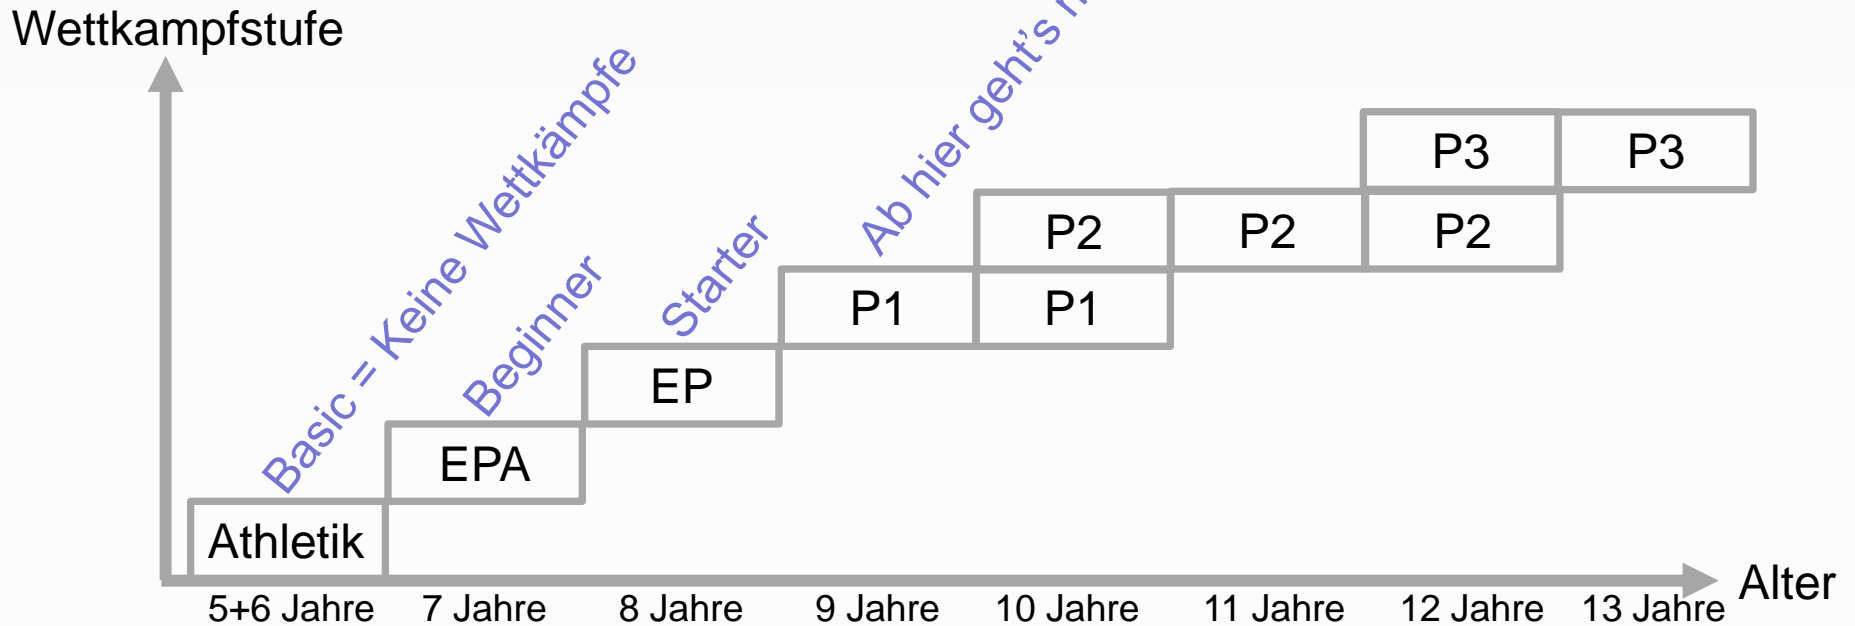 Wettkampfstufe
Basic = Keine Wettkämpfe
Beginner
Starter
Ab hier geht's
P3 P3
P2 P2 P2
P1 P1
EP
EPA
Athletik
Alter
5+6 Jahre 7 Jahre 8 Jahre 9 Jahre 10 Jahre 11 Jahre 12 Jahre 13 Jahre